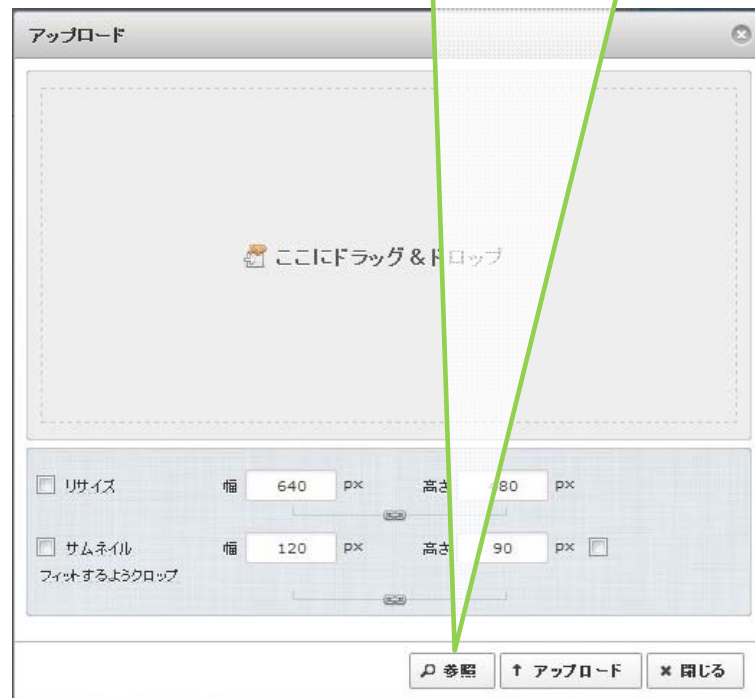 アップロード
ここにドラッグ&ドロップ
リサイズ 幅 640 px 高さ 480 px
サムネイル 幅 120 px 高さ 90 px
フィットするようクロップ
参照 アップロード 閉じる